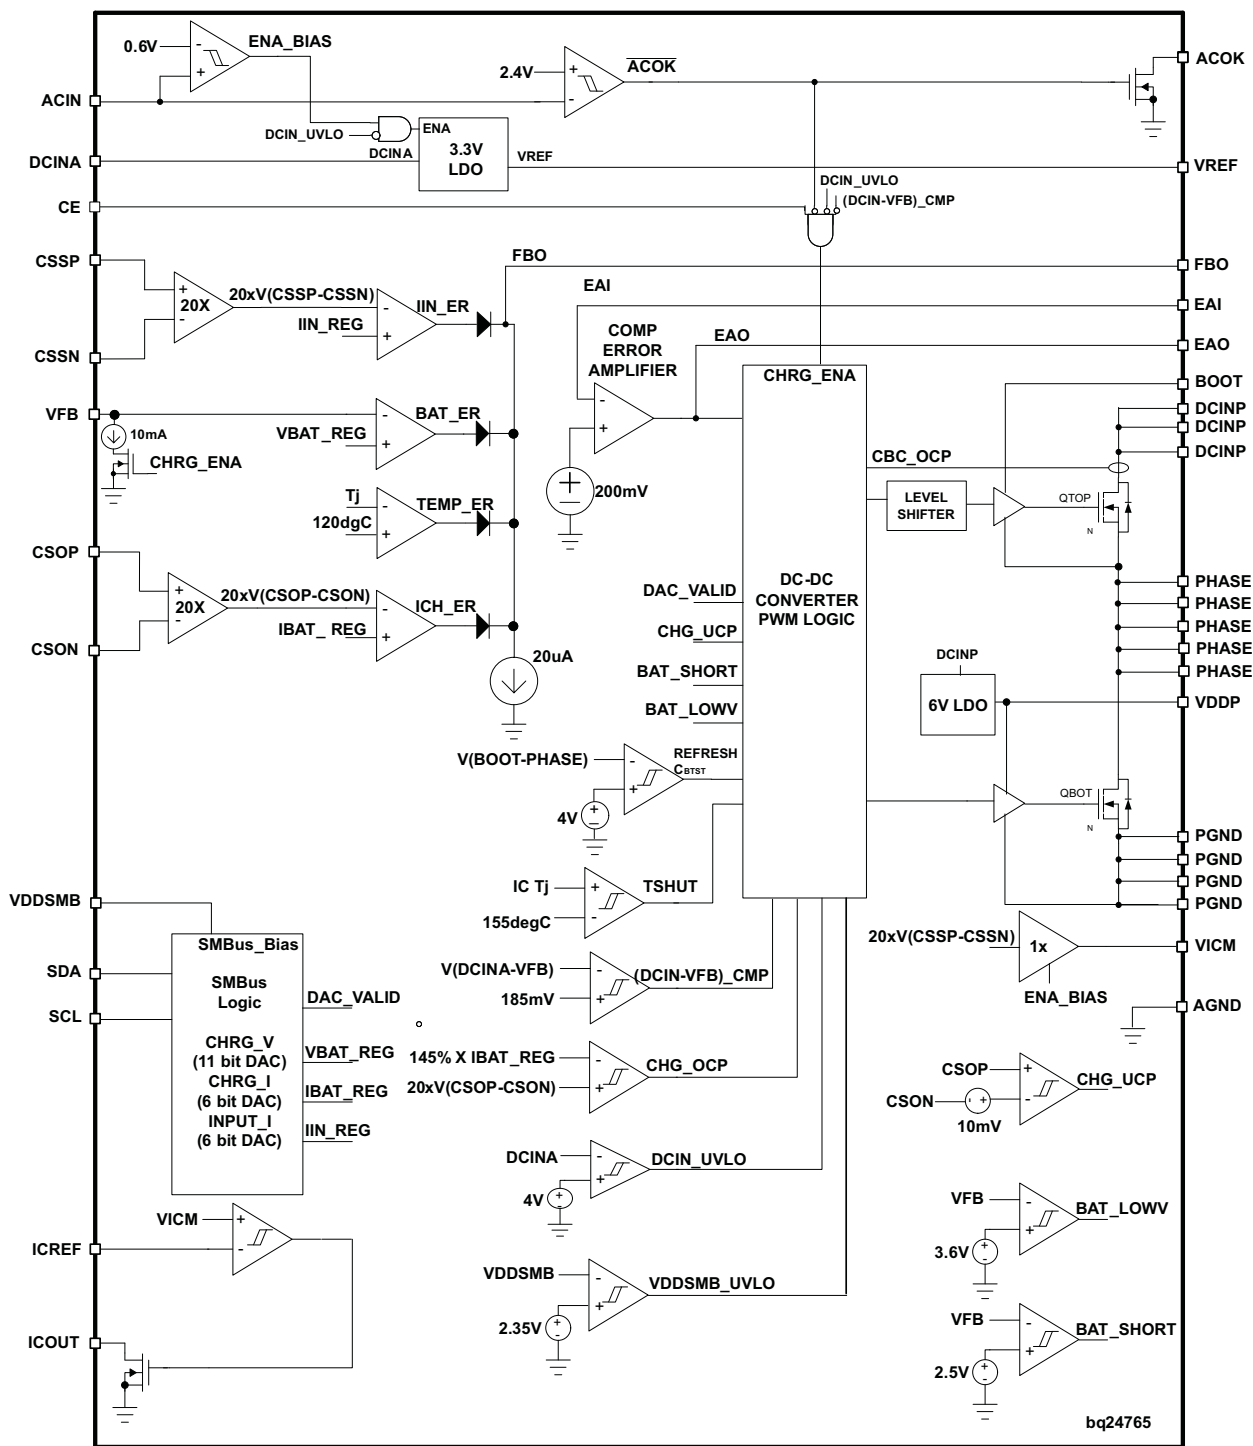 0.6V
-
+
ENA_BIAS
2.4V
+
-
ACOK
ACOK
ACIN
DCIN_UVLO
ENA
DCINA
DCINA
3.3V
LDO
VREF
VREF
CE
DCIN_UVLO
(DCIN-VFB)_CMP
CSSP
+
20X
-
20xV(CSSP-CSSN)
IIN_REG
-
+
IIN_ER
FBO
FBO
EAI
EAI
CSSN
COMP
ERROR
AMPLIFIER
EAO
EAO
-
+
200mV
CHRG_ENA
BOOT
DCINP
DCINP
DCINP
VFB
10mA
CHRG_ENA
VBAT_REG
-
+
BAT_ER
CBC_OCP
LEVEL
SHIFTER
QTOP
N
Tj
120dgC
-
+
TEMP_ER
CSOP
+
20X
-
20xV(CSOP-CSON)
IBAT_ REG
-
+
ICH_ER
CSON
20uA
DC-DC
CONVERTER
PWM LOGIC
DAC_VALID
CHG_UCP
BAT_SHORT
BAT_LOWV
PHASE
PHASE
PHASE
PHASE
PHASE
DCINP
6V LDO
VDDP
V(BOOT-PHASE)
-
+
4V
REFRESH
CBTST
QBOT
N
PGND
PGND
PGND
PGND
IC Tj
155degC
+
-
TSHUT
VDDSMB
SMBus_Bias
SDA
SMBus
Logic
SCL
DAC_VALID
CHRG_V
(11 bit DAC)
VBAT_REG
CHRG_I
(6 bit DAC)
IBAT_REG
INPUT_I
(6 bit DAC)
IIN_REG
V(DCINA-VFB)
185mV
-
+
(DCIN-VFB)_CMP
20xV(CSSP-CSSN)
1x
ENA_BIAS
VICM
AGND
145% X IBAT_REG
20xV(CSOP-CSON)
-
+
CHG_OCP
CSOP
CSON
10mV
+
-
CHG_UCP
DCINA
-
+
4V
DCIN_UVLO
VFB
-
+
3.6V
BAT_LOWV
VICM
+
-
ICREF
VDDSMB
-
+
2.35V
VDDSMB_UVLO
VFB
-
+
2.5V
BAT_SHORT
ICOUT
bq24765